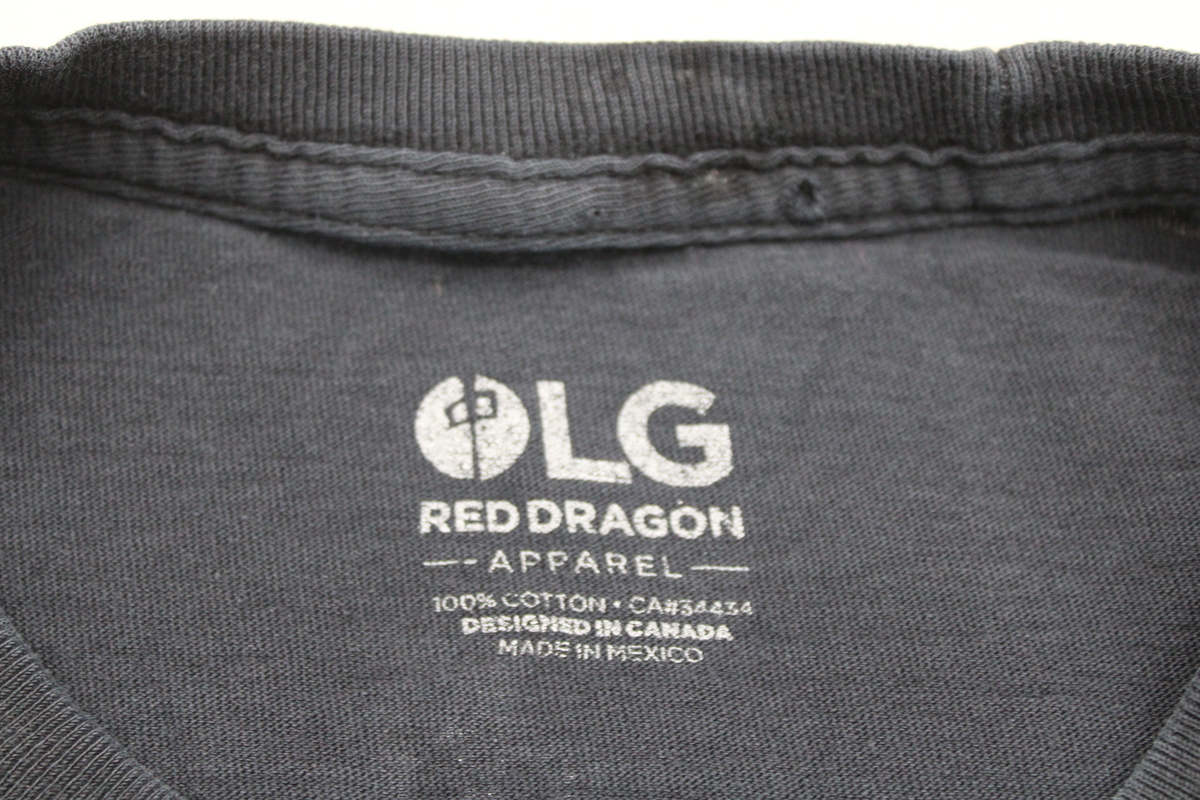 LG
RED DRAGON
APPAREL
100% COTTON • CA#34434
DESIGNED IN CANADA
MADE IN MEXICO